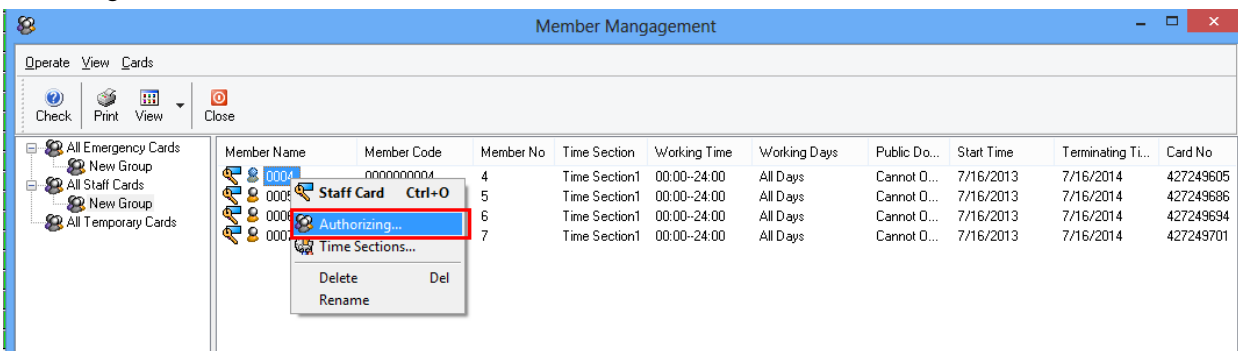 Member Mangagement
Operate View Cards
Check Print View Close
All Emergency Cards
New Group
All Staff Cards
New Group
All Temporary Cards
Member Name Member Code Member No Time Section Working Time Working Days Public Do... Start Time Terminating Ti... Card No
0004 0000000004 4 Time Section1 00:00--24:00 All Days Cannot O... 7/16/2013 7/16/2014 427249605
0005 5 Time Section1 00:00--24:00 All Days Cannot O... 7/16/2013 7/16/2014 427249686
0006 6 Time Section1 00:00--24:00 All Days Cannot O... 7/16/2013 7/16/2014 427249694
0007 7 Time Section1 00:00--24:00 All Days Cannot O... 7/16/2013 7/16/2014 427249701
Staff Card Ctrl+O
Authorizing...
Time Sections...
Delete Del
Rename